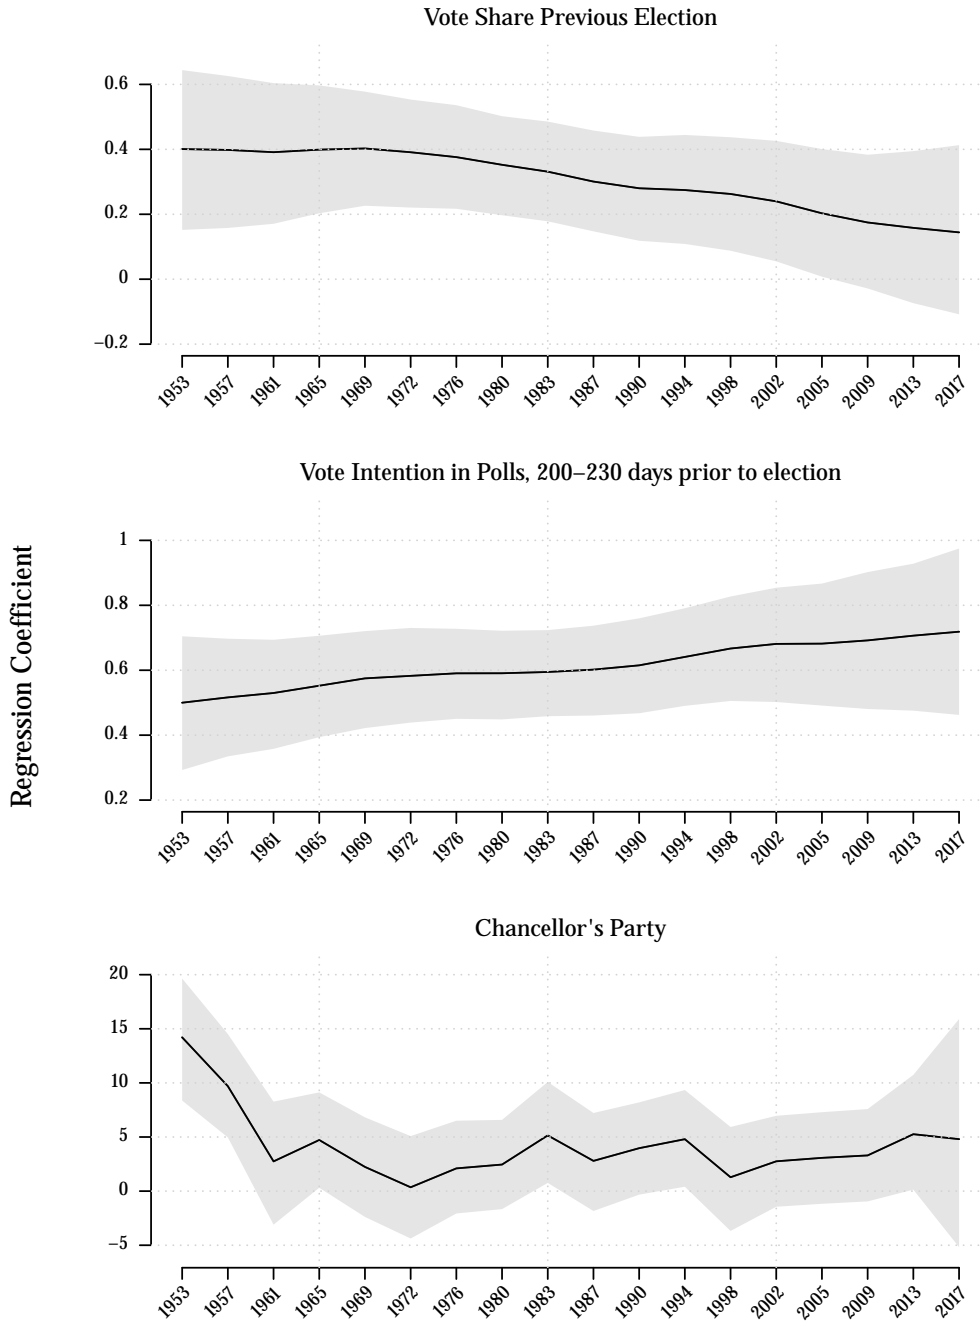 Vote Share Previous Election
0.6
0.4
0.2
0
−0.2
1953 1957 1961 1965 1969 1972 1976 1980 1983 1987 1990 1994 1998 2002 2005 2009 2013 2017
Vote Intention in Polls, 200−230 days prior to election
Regression Coefficient
1
0.8
0.6
0.4
0.2
1953 1957 1961 1965 1969 1972 1976 1980 1983 1987 1990 1994 1998 2002 2005 2009 2013 2017
Chancellor's Party
20
15
10
5
0
−5
1953 1957 1961 1965 1969 1972 1976 1980 1983 1987 1990 1994 1998 2002 2005 2009 2013 2017